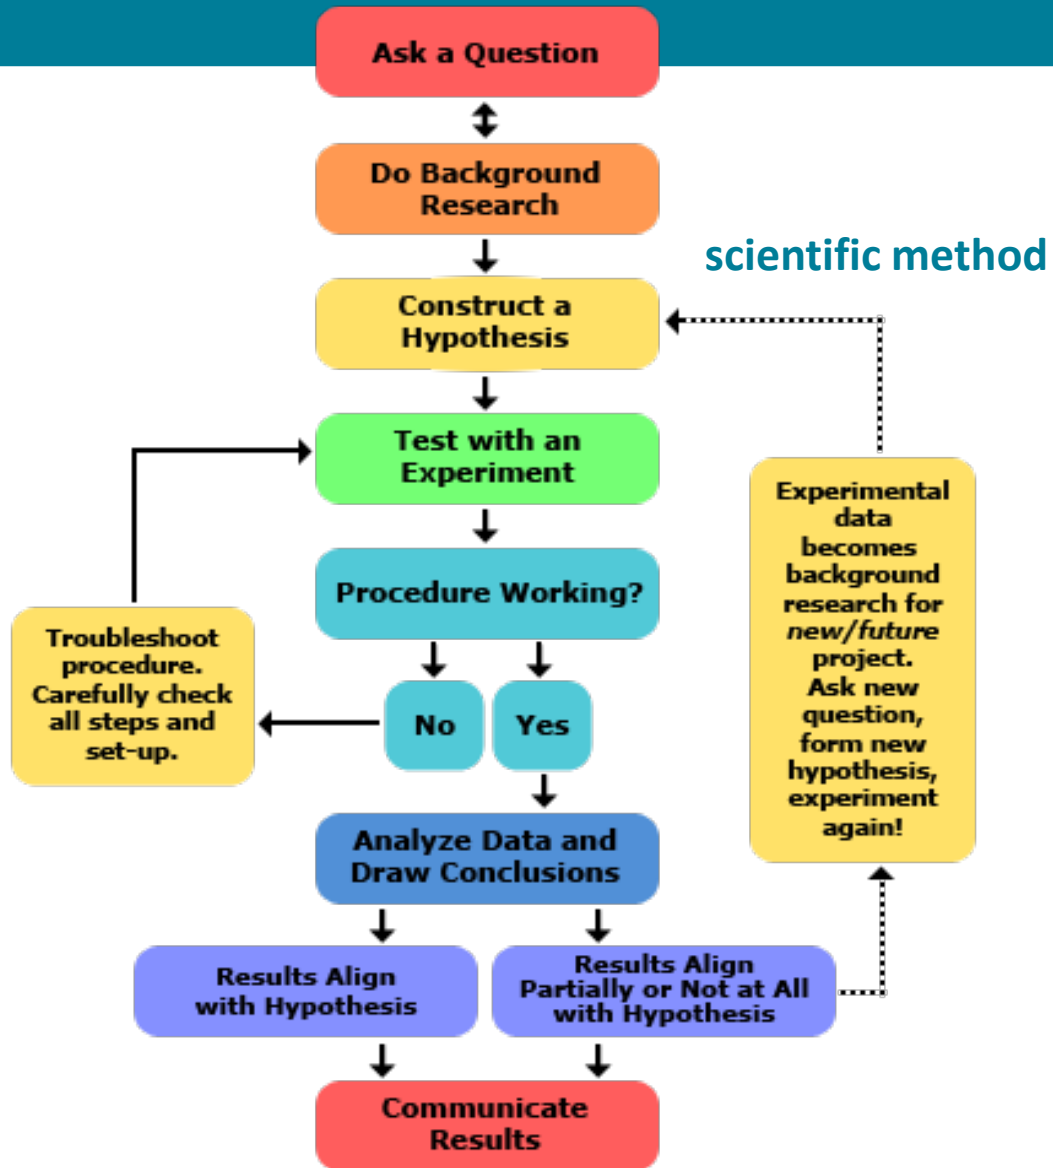 Ask a Question
Do Background
Research
scientific method
Construct a
Hypothesis
Test with an
Experiment
Procedure Working?
No
Yes
Troubleshoot
procedure.
Carefully check
all steps and
set-up.
Experimental
data
becomes
background
research for
new/future
project.
Ask new
question,
form new
hypothesis,
experiment
again!
Analyze Data and
Draw Conclusions
Results Align
with Hypothesis
Results Align
Partially or Not at All
with Hypothesis
Communicate
Results